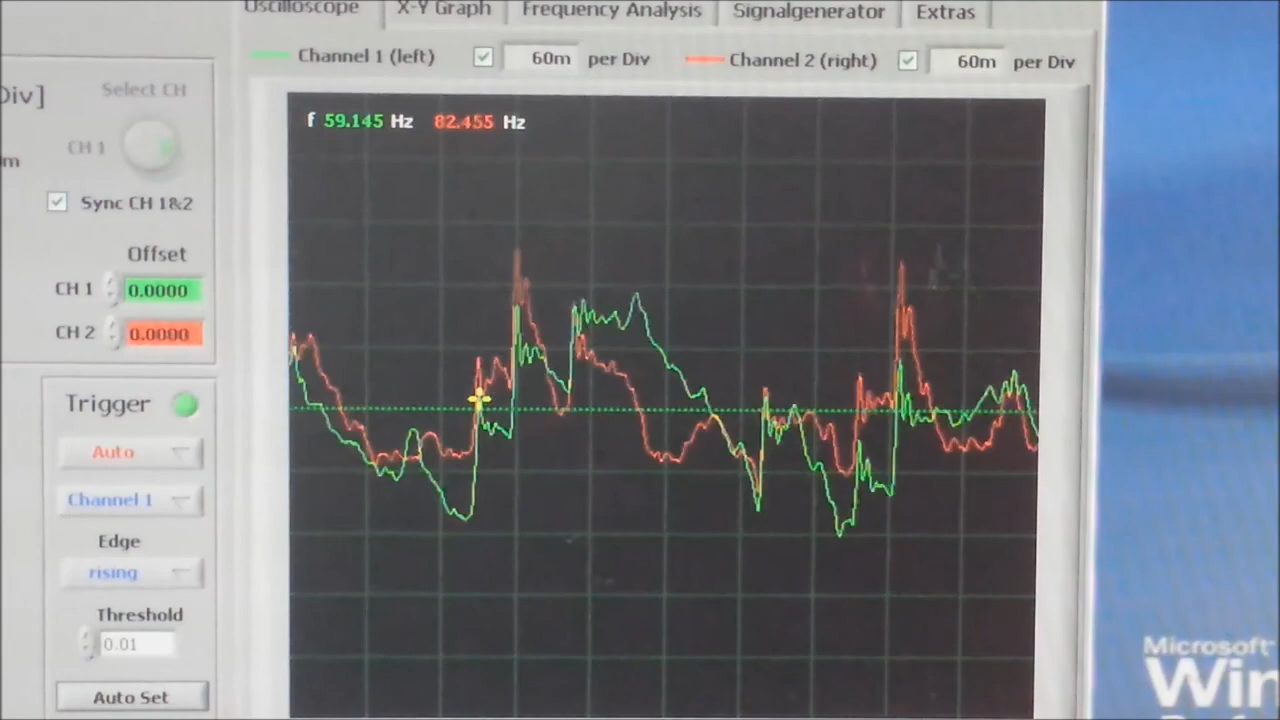 Oscilloscope X-Y Graph Frequency Analysis Signalgenerator Extras
Channel 1 (left) 60m per Div Channel 2 (right) 60m per Div
Div]
Select CH
f 59.145 Hz 82.455 Hz
CH 1
m
Sync CH 1&2
Offset
CH 1 0.0000
CH 2 0.0000
Trigger
Auto
Channel 1
Edge
rising
Threshold
0.01
Auto Set
Microsoft
Win